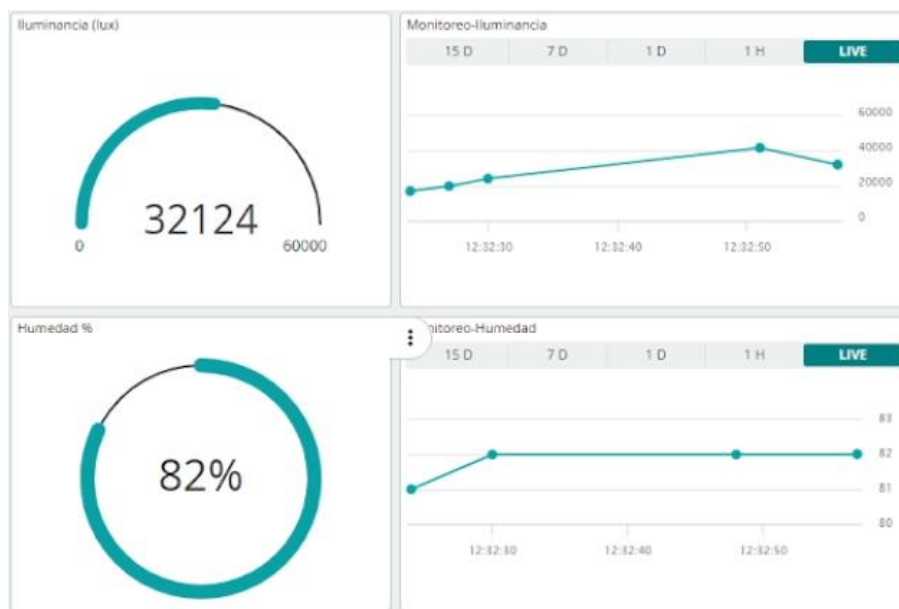 Iluminancia (lux)
32124
0
60000
Monitoreo-Iluminancia
15 D 7 D 1 D 1 H LIVE
60000
40000
20000
0
12:32:30 12:32:40 12:32:50
Humedad %
82%
nitoreo-Humedad
15 D 7 D 1 D 1 H LIVE
83
82
81
80
12:32:30 12:32:40 12:32:50